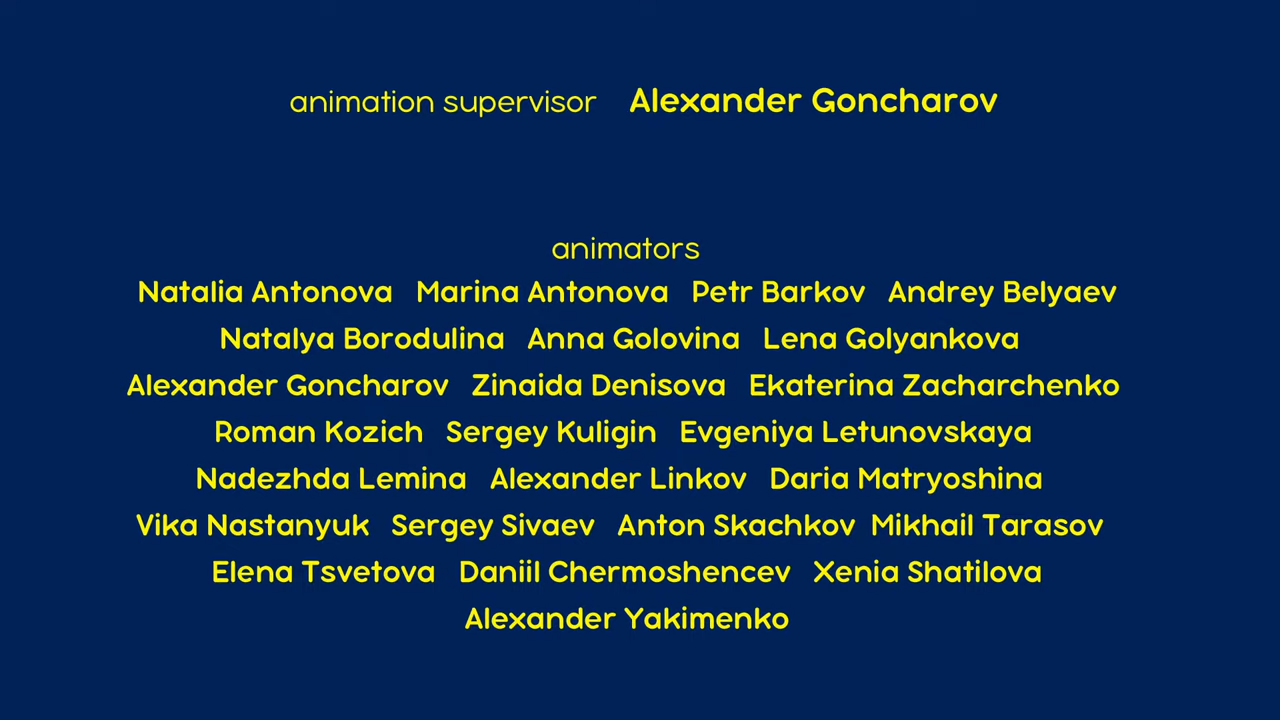 animation supervisor Alexander Goncharov
animators
Natalia Antonova Marina Antonova Petr Barkov Andrey Belyaev
Natalya Borodulina Anna Golovina Lena Golyankova
Alexander Goncharov Zinaida Denisova Ekaterina Zacharchenko
Roman Kozich Sergey Kuligin Evgeniya Letunovskaya
Nadezhda Lemina Alexander Linkov Daria Matryoshina
Vika Nastanyuk Sergey Sivaev Anton Skachkov Mikhail Tarasov
Elena Tsvetova Daniil Chermoshencev Xenia Shatilova
Alexander Yakimenko